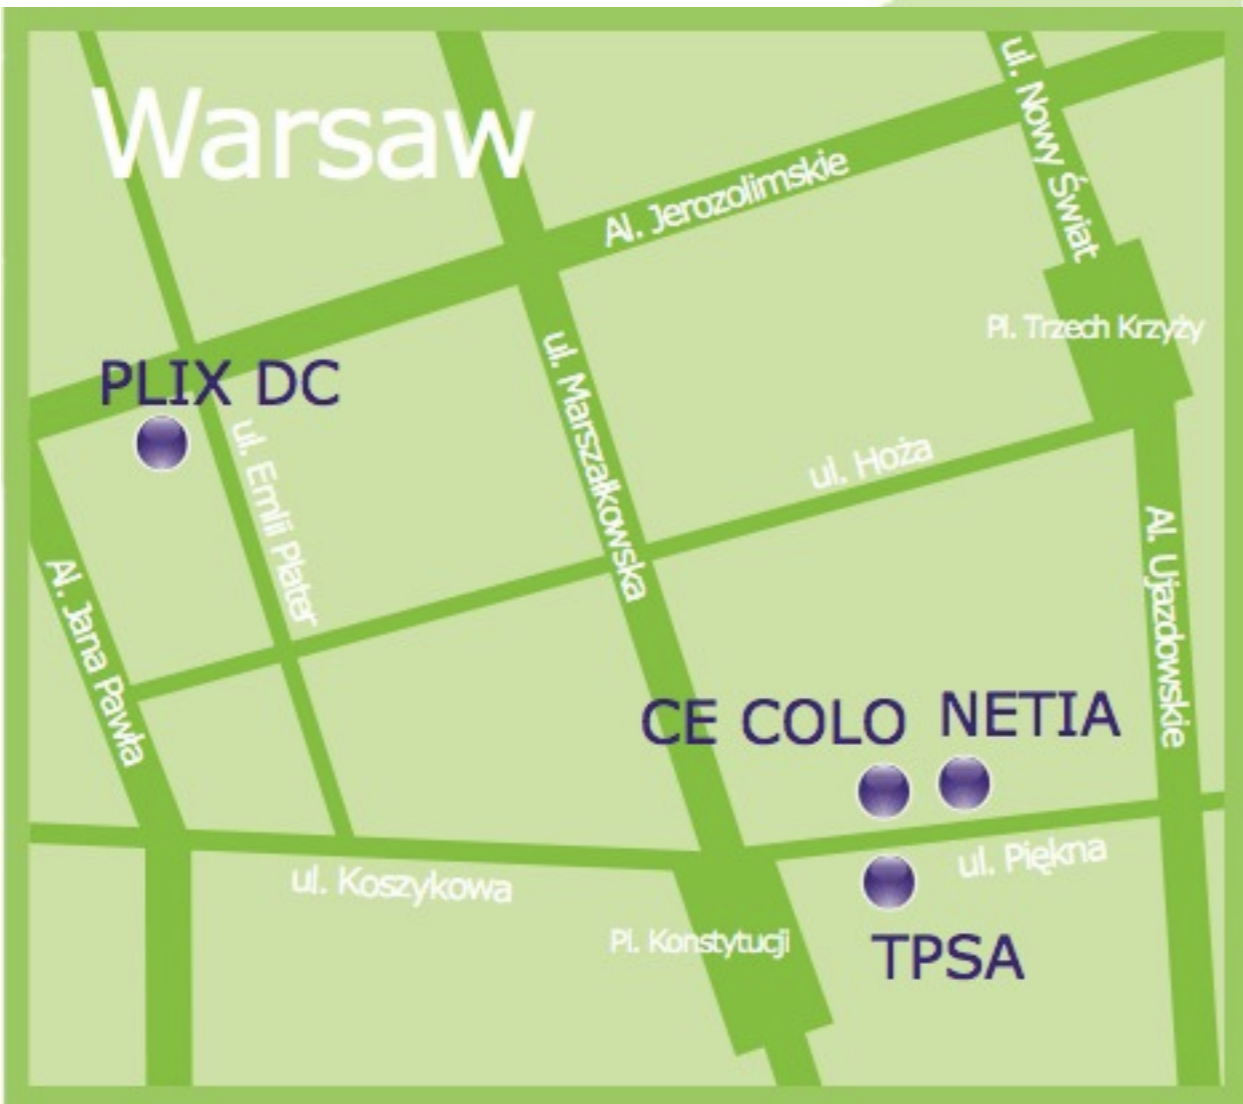 Warsaw
ul. Nowy Świat
Al. Jerozolimskie
Pl. Trzech Krzyży
PLIX DC
ul. Emlii Plater
ul. Marszałkowska
ul. Hoża
Al. Jana Pawła
Al. Ujazdowskie
CE COLO
NETIA
ul. Piękna
ul. Koszykowa
Pl. Konstytucji
TPSA